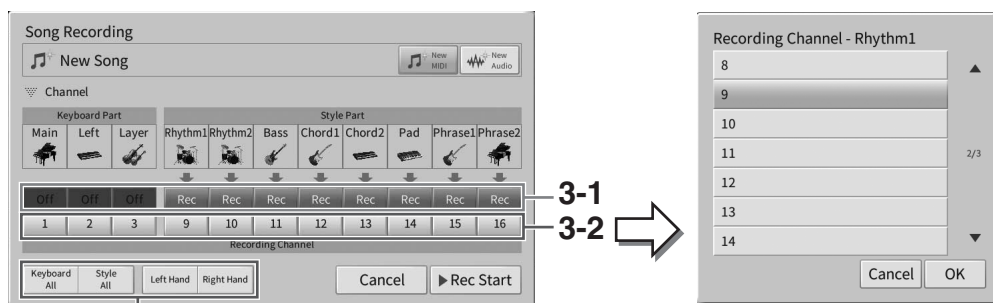 Song Recording
New Song
New MIDI
New Audio
Channel
Keyboard Part
Style Part
Main Left Layer Rhythm1 Rhythm2 Bass Chord1 Chord2 Pad Phrase1 Phrase2
Off Off Off Rec Rec Rec Rec Rec Rec Rec Rec
3-1
1 2 3 9 10 11 12 13 14 15 16
3-2
Recording Channel
Keyboard All
Style All
Left Hand
Right Hand
Cancel
Rec Start
Recording Channel - Rhythm1
8
9
10
11
2/3
12
13
14
Cancel
OK